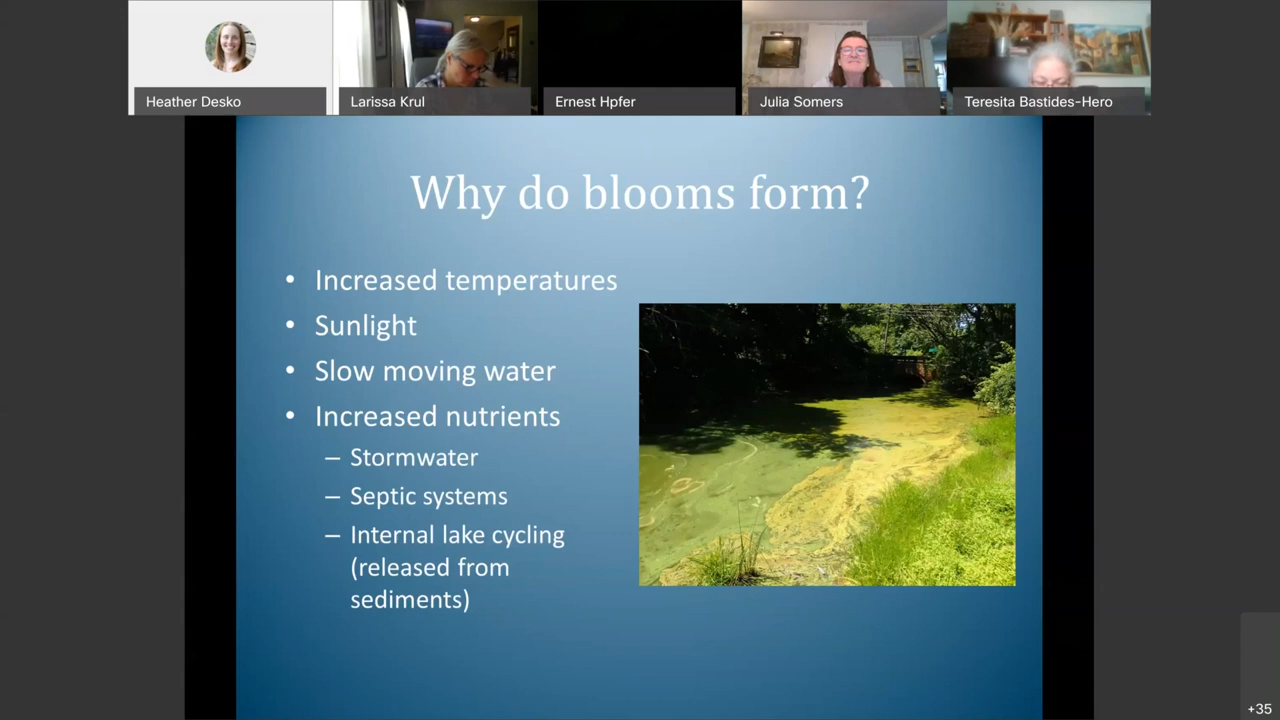 Heather Desko
Larissa Krul
Ernest Hpfer
Julia Somers
Teresita Bastides-Hero
Why do blooms form?
• Increased temperatures
• Sunlight
• Slow moving water
• Increased nutrients
– Stormwater
– Septic systems
– Internal lake cycling
(released from
sediments)
+35